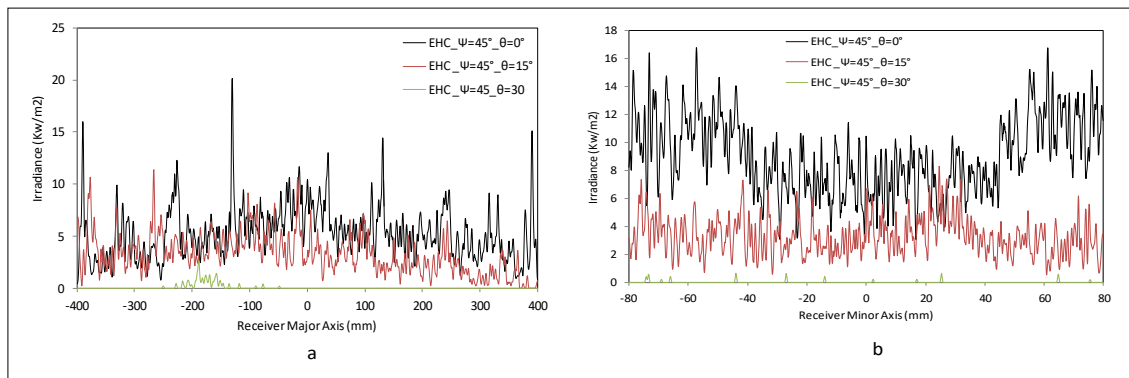 25
20
15
10
5
0
Irradiance (Kw/m2)
EHC_Ψ=45°_θ=0°
EHC_Ψ=45°_θ=15°
EHC_Ψ=45_θ=30
-400 -300 -200 -100 0 100 200 300 400
Receiver Major Axis (mm)
a
18
16
14
12
10
8
6
4
2
0
Irradiance (Kw/m2)
EHC_Ψ=45°_θ=0°
EHC_Ψ=45°_θ=15°
EHC_Ψ=45°_θ=30°
-80 -60 -40 -20 0 20 40 60 80
Receiver Minor Axis (mm)
b